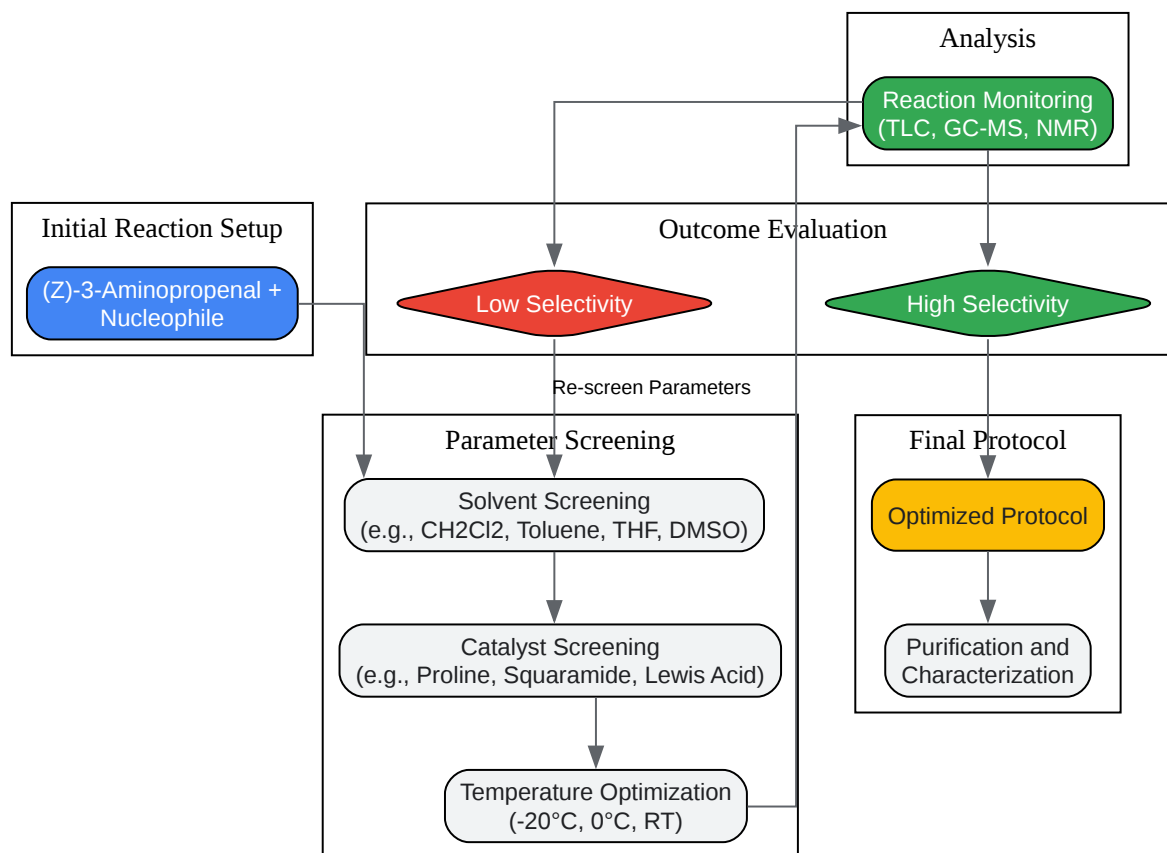 Analysis
Reaction Monitoring
(TLC, GC-MS, NMR)
Initial Reaction Setup
(Z)-3-Aminopropenal +
Nucleophile
Outcome Evaluation
Low Selectivity
High Selectivity
Re-screen Parameters
Parameter Screening
Solvent Screening
(e.g., CH2Cl2, Toluene, THF, DMSO)
Catalyst Screening
(e.g., Proline, Squaramide, Lewis Acid)
Temperature Optimization
(-20°C, 0°C, RT)
Final Protocol
Optimized Protocol
Purification and
Characterization